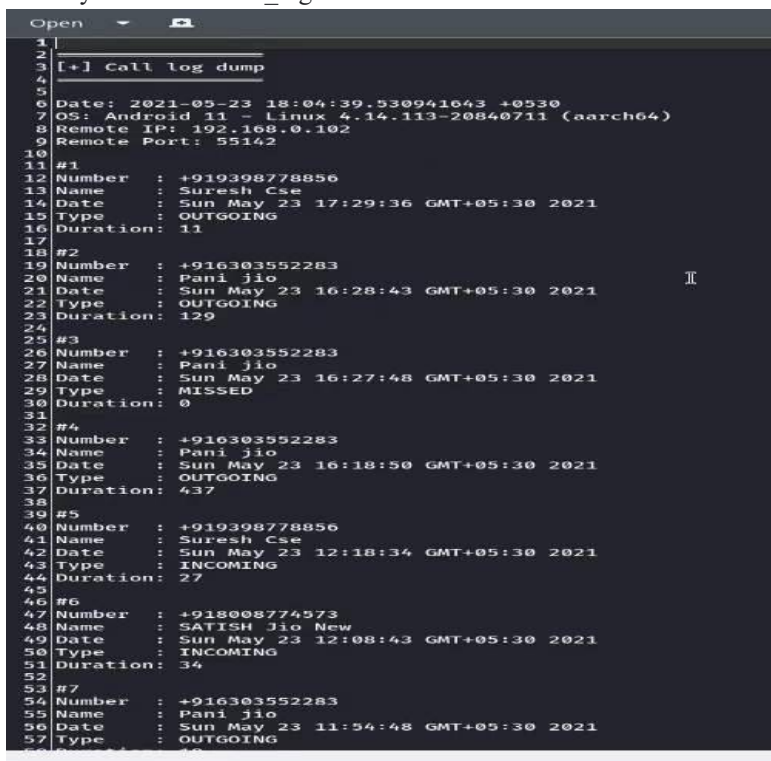 Open
1
2
3 [+] Call log dump
4
5
6 Date: 2021-05-23 18:04:39.530941643 +0530
7 OS: Android 11 - Linux 4.14.113-20840711 (aarch64)
8 Remote IP: 192.168.0.102
9 Remote Port: 55142
10
11 #1
12 Number : +919398778856
13 Name : Suresh Cse
14 Date : Sun May 23 17:29:36 GMT+05:30 2021
15 Type : OUTGOING
16 Duration: 11
17
18 #2
19 Number : +916303552283
20 Name : Pani jio
21 Date : Sun May 23 16:28:43 GMT+05:30 2021
22 Type : OUTGOING
23 Duration: 129
24
25 #3
26 Number : +916303552283
27 Name : Pani jio
28 Date : Sun May 23 16:27:48 GMT+05:30 2021
29 Type : MISSED
30 Duration: 0
31
32 #4
33 Number : +916303552283
34 Name : Pani jio
35 Date : Sun May 23 16:18:50 GMT+05:30 2021
36 Type : OUTGOING
37 Duration: 437
38
39 #5
40 Number : +919398778856
41 Name : Suresh Cse
42 Date : Sun May 23 12:18:34 GMT+05:30 2021
43 Type : INCOMING
44 Duration: 27
45
46 #6
47 Number : +918008774573
48 Name : SATISH Jio New
49 Date : Sun May 23 12:08:43 GMT+05:30 2021
50 Type : INCOMING
51 Duration: 34
52
53 #7
54 Number : +916303552283
55 Name : Pani jio
56 Date : Sun May 23 11:54:48 GMT+05:30 2021
57 Type : OUTGOING